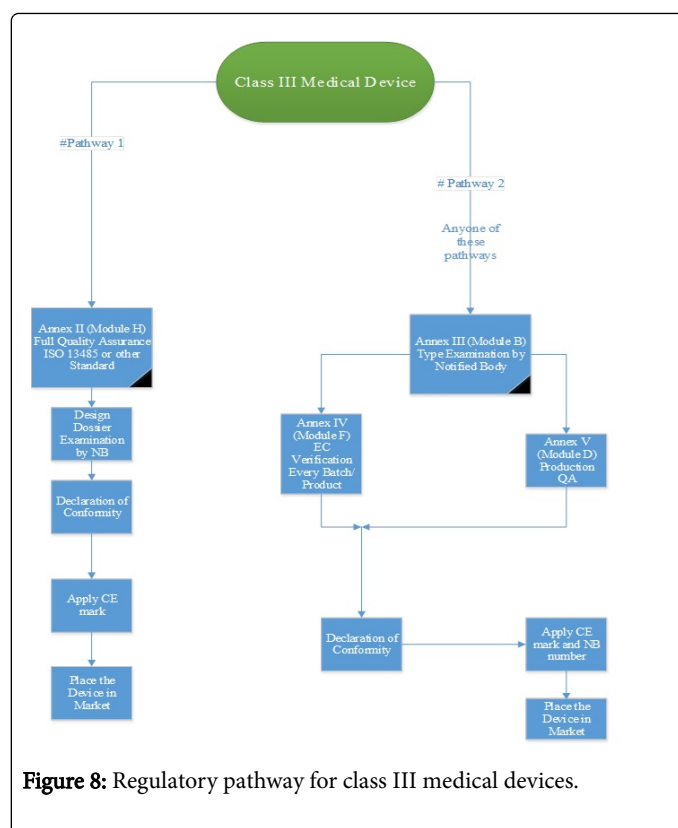 Class III Medical Device
#Pathway 1
# Pathway 2
Anyone of
these
pathways
Annex II (Module H)
Full Quality Assurance
ISO 13485 or other
Standard
Design
Dossier
Examination
by NB
Declaration of
Conformity
Apply CE
mark
Place the
Device in
Market
Annex III (Module B)
Type Examination by
Notified Body
Annex IV
(Module F)
EC
Verification
Every Batch/
Product
Annex V
(Module D)
Production
QA
Declaration of
Conformity
Apply CE
mark and NB
number
Place the
Device in
Market
Figure 8: Regulatory pathway for class III medical devices.